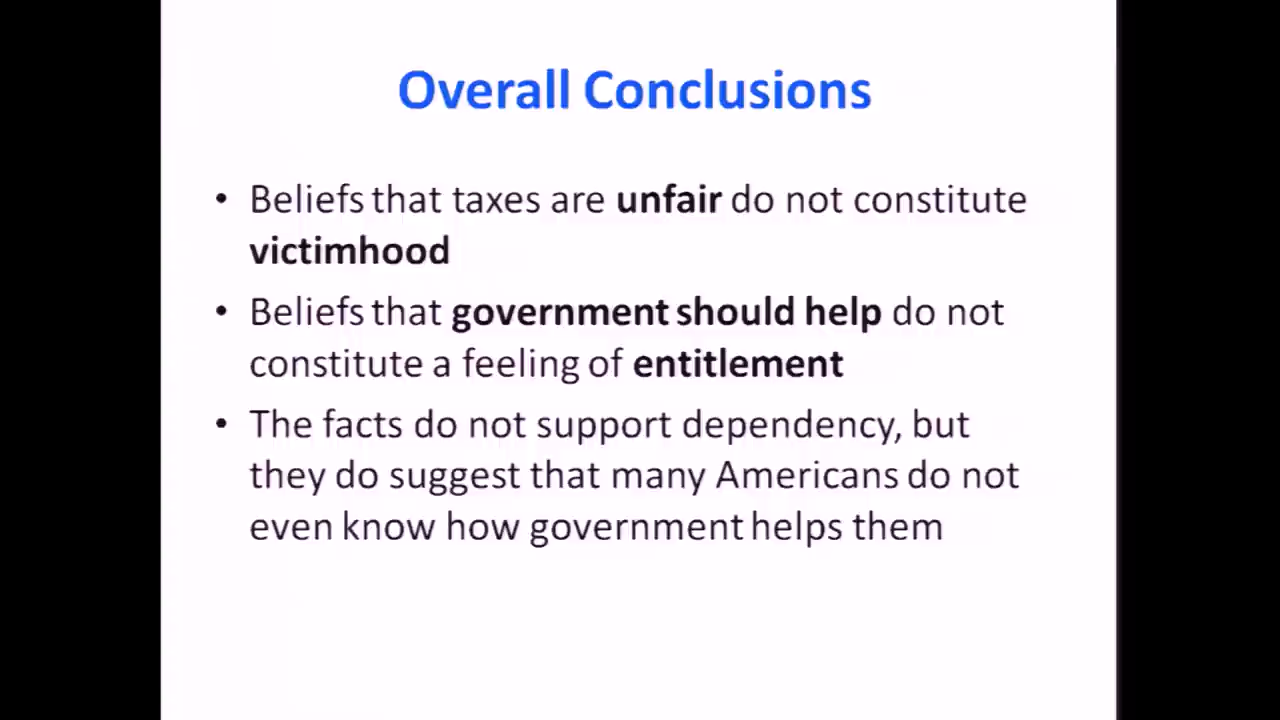 Overall Conclusions
• Beliefs that taxes are unfair do not constitute
victimhood
• Beliefs that government should help do not
constitute a feeling of entitlement
• The facts do not support dependency, but
they do suggest that many Americans do not
even know how government helps them